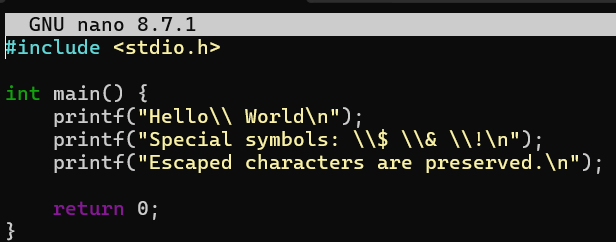 GNU nano 8.7.1
#include <stdio.h>
int main() {
    printf("Hello\\ World\n");
    printf("Special symbols: \\$ \\& \\!\n");
    printf("Escaped characters are preserved.\n");
    return 0;
}